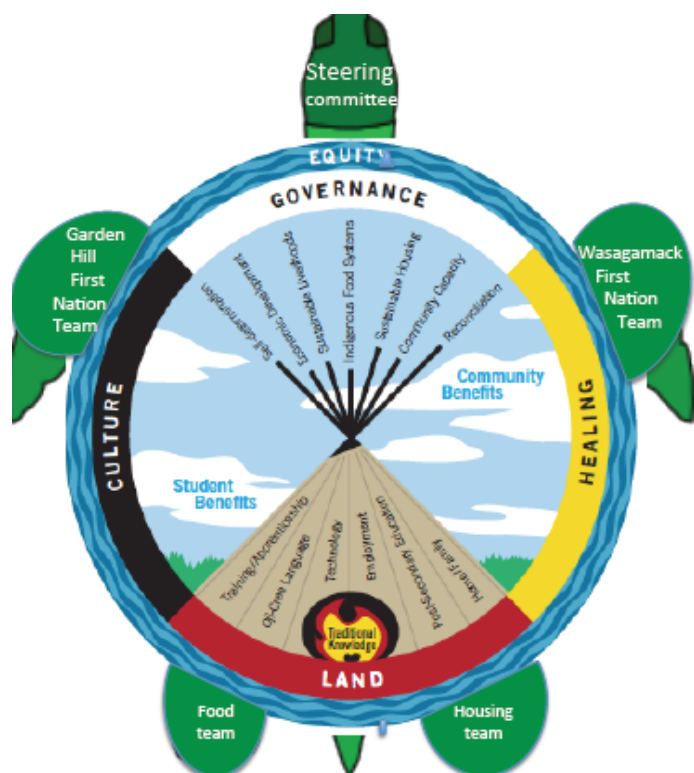 Steering
committee
EQUITY
GOVERNANCE
Garden
Hill
First
Nation
Team
Wasagamack
First
Nation
Team
Self-determination
Economic Development
Sustainable Livelihoods
Indigenous Food Systems
Sustainable Housing
Community Capacity
Reconciliation
Community
Benefits
CULTURE
HEALING
Student
Benefits
Training/Apprenticeship
Oji-Cree Language
Technology
Employment
Post-Secondary Education
Home/Family
Traditional
Knowledge
LAND
Food
team
Housing
team